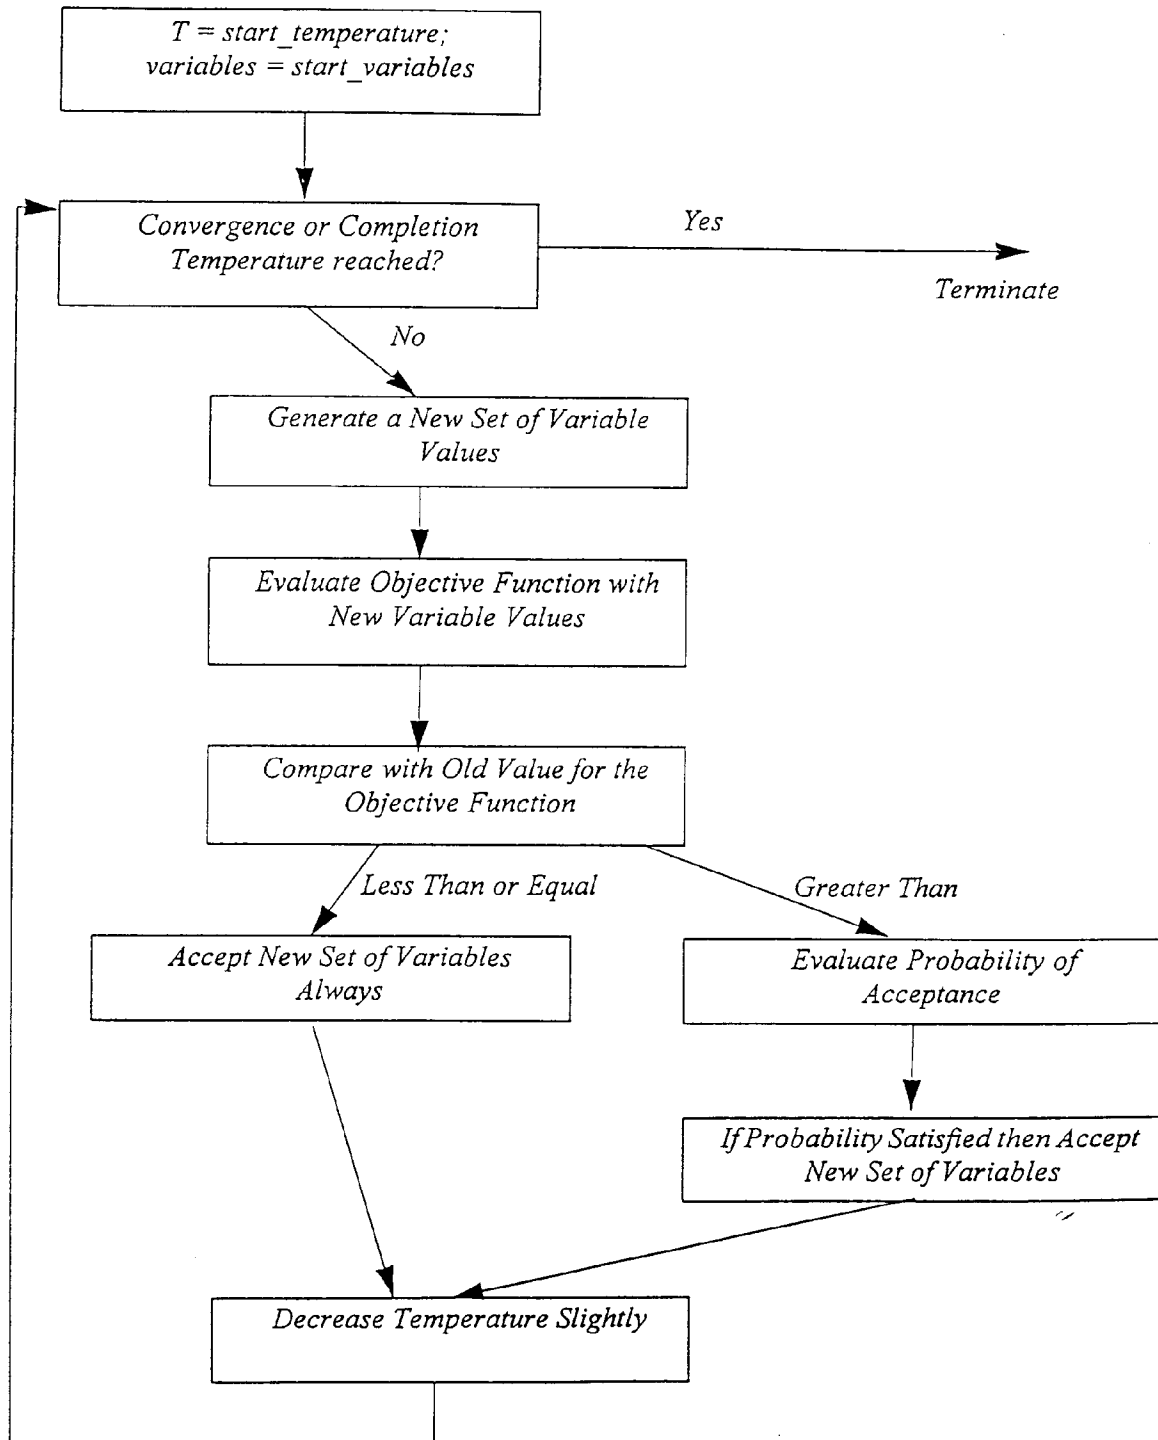 T = start_temperature;
variables = start_variables
Convergence or Completion
Temperature reached?
Yes
Terminate
No
Generate a New Set of Variable
Values
Evaluate Objective Function with
New Variable Values
Compare with Old Value for the
Objective Function
Less Than or Equal
Greater Than
Accept New Set of Variables
Always
Evaluate Probability of
Acceptance
If Probability Satisfied then Accept
New Set of Variables
Decrease Temperature Slightly